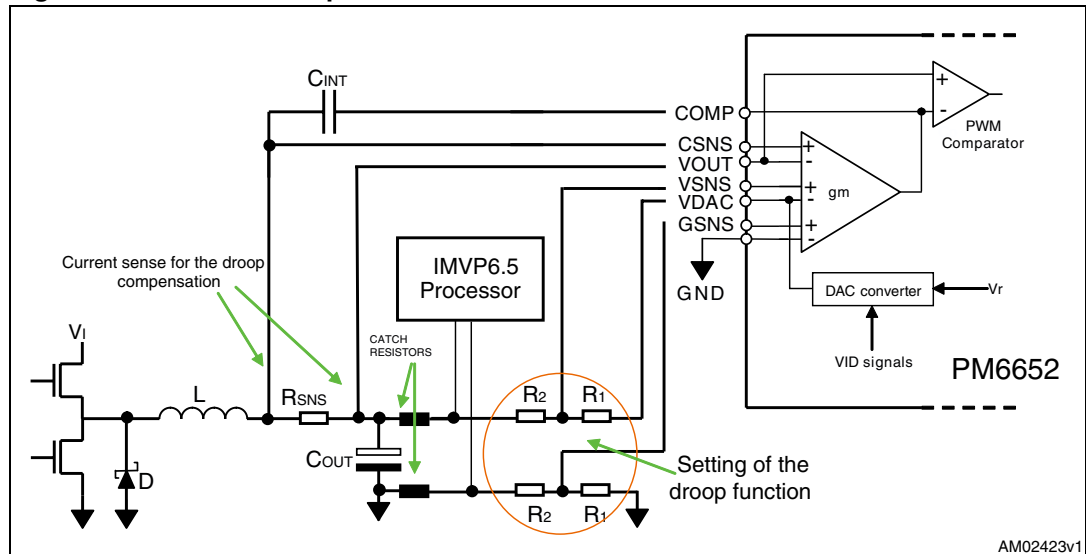 CINT
COMP
CSNS
VOUT
VSNS
VDAC
GSNS
GND
+
-
PWM
Comparator
+
-
+
-
+
-
gm
DAC converter
Vr
VID signals
PM6652
Current sense for the droop
compensation
IMVP6.5
Processor
CATCH
RESISTORS
VI
L
RSNS
D
COUT
R2
R1
R2
R1
Setting of the
droop function
AM02423v1